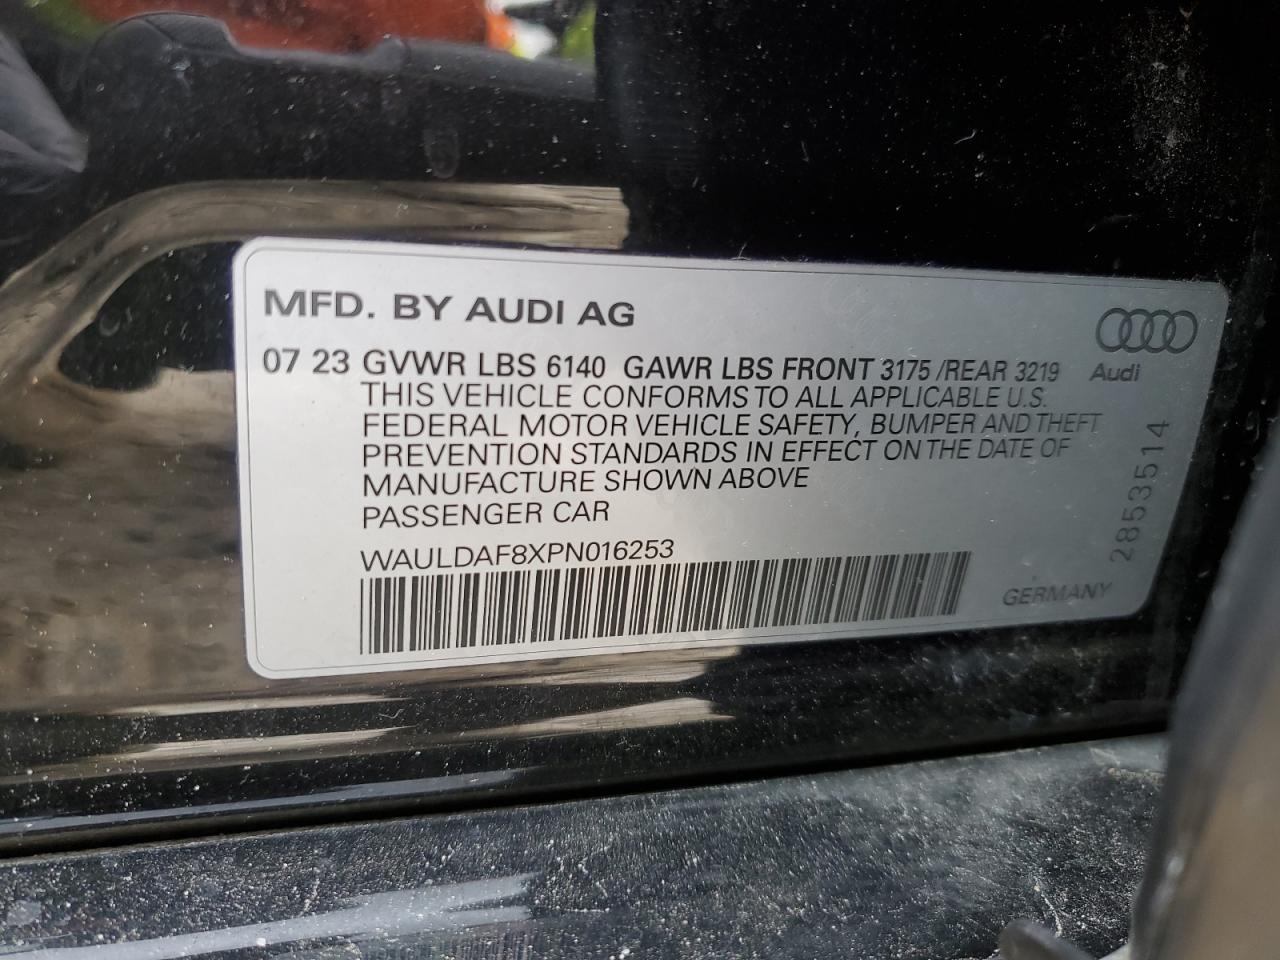 MFD. BY AUDI AG
07 23 GVWR LBS 6140 GAWR LBS FRONT 3175 /REAR 3219
Audi
THIS VEHICLE CONFORMS TO ALL APPLICABLE U.S.
FEDERAL MOTOR VEHICLE SAFETY, BUMPER AND THEFT
PREVENTION STANDARDS IN EFFECT ON THE DATE OF
MANUFACTURE SHOWN ABOVE
PASSENGER CAR
WAULDAF8XPN016253
GERMANY
2853514